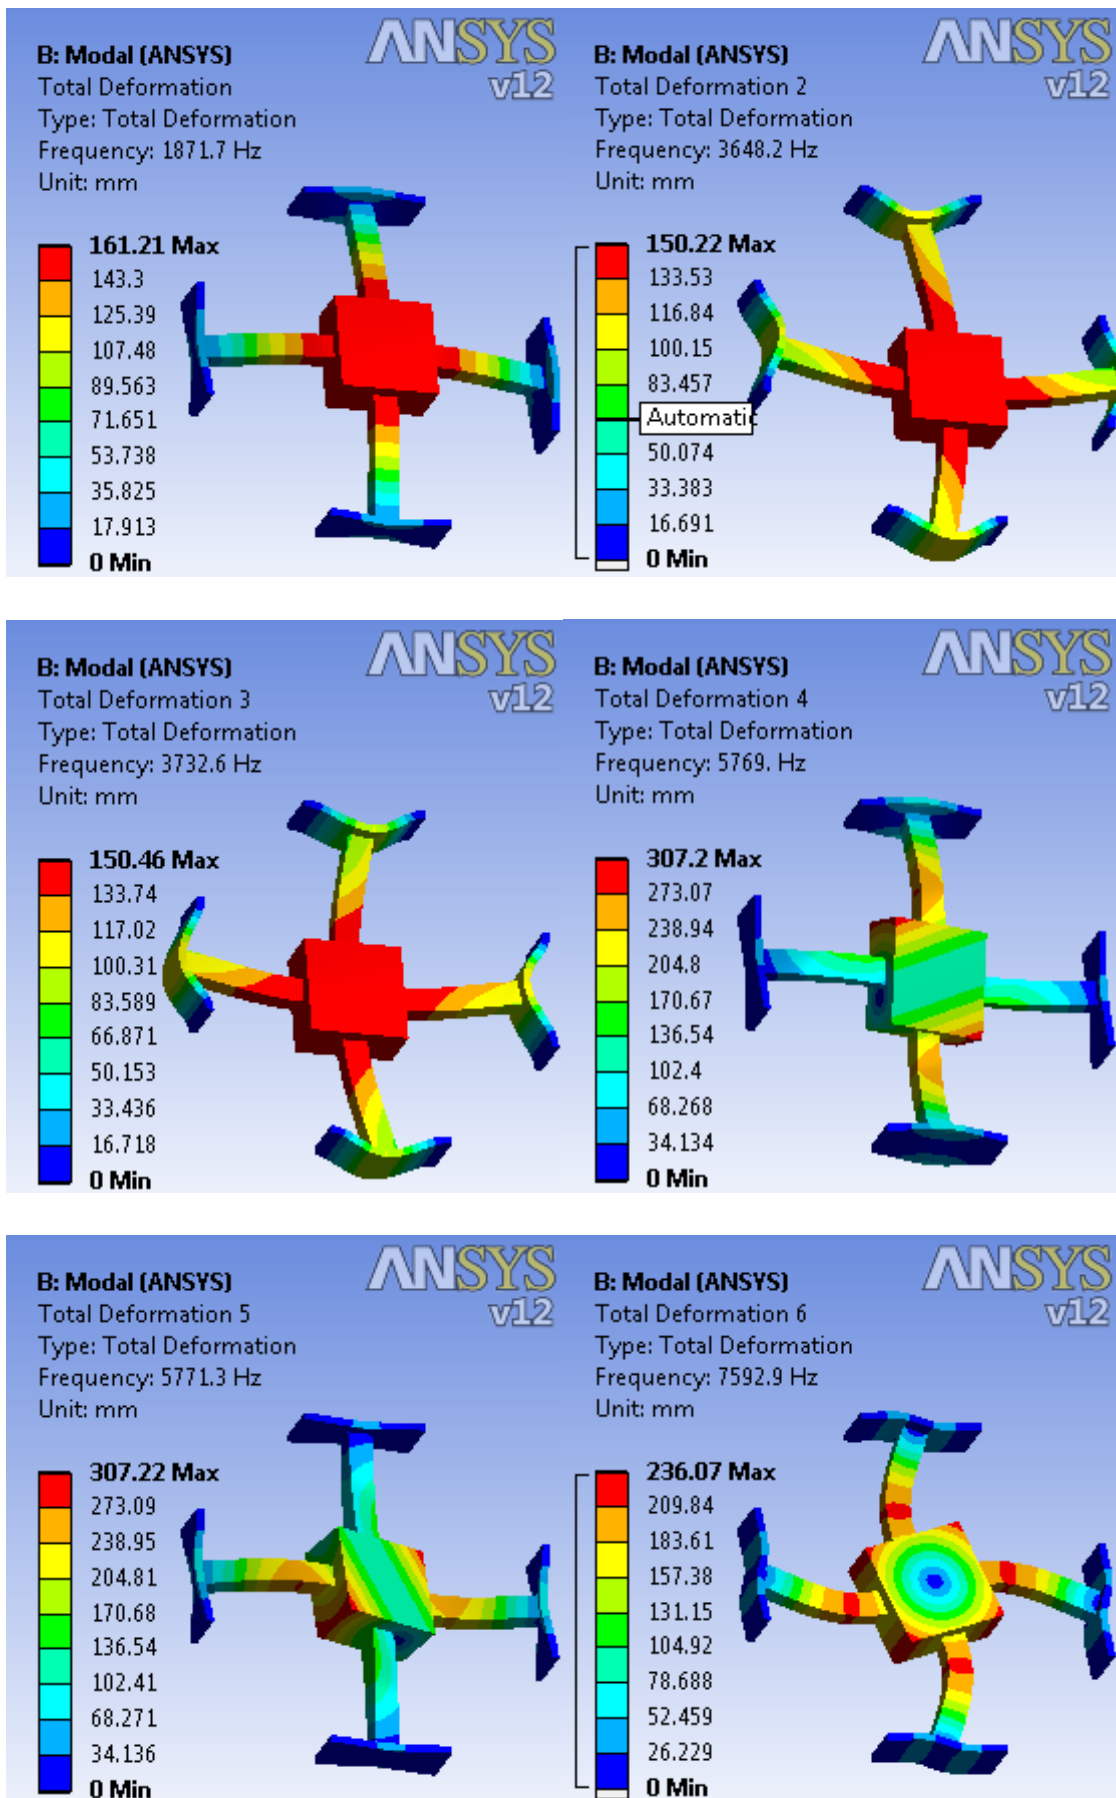 ANSYS
v12
B: Modal (ANSYS)
Total Deformation
Type: Total Deformation
Frequency: 1871.7 Hz
Unit: mm
161.21 Max
143.3
125.39
107.48
89.563
71.651
53.738
35.825
17.913
0 Min
ANSYS
v12
B: Modal (ANSYS)
Total Deformation 2
Type: Total Deformation
Frequency: 3648.2 Hz
Unit: mm
150.22 Max
133.53
116.84
100.15
83.457
Automatic
50.074
33.383
16.691
0 Min
ANSYS
v12
B: Modal (ANSYS)
Total Deformation 3
Type: Total Deformation
Frequency: 3732.6 Hz
Unit: mm
150.46 Max
133.74
117.02
100.31
83.589
66.871
50.153
33.436
16.718
0 Min
ANSYS
v12
B: Modal (ANSYS)
Total Deformation 4
Type: Total Deformation
Frequency: 5769. Hz
Unit: mm
307.2 Max
273.07
238.94
204.8
170.67
136.54
102.4
68.268
34.134
0 Min
ANSYS
v12
B: Modal (ANSYS)
Total Deformation 5
Type: Total Deformation
Frequency: 5771.3 Hz
Unit: mm
307.22 Max
273.09
238.95
204.81
170.68
136.54
102.41
68.271
34.136
0 Min
ANSYS
v12
B: Modal (ANSYS)
Total Deformation 6
Type: Total Deformation
Frequency: 7592.9 Hz
Unit: mm
236.07 Max
209.84
183.61
157.38
131.15
104.92
78.688
52.459
26.229
0 Min